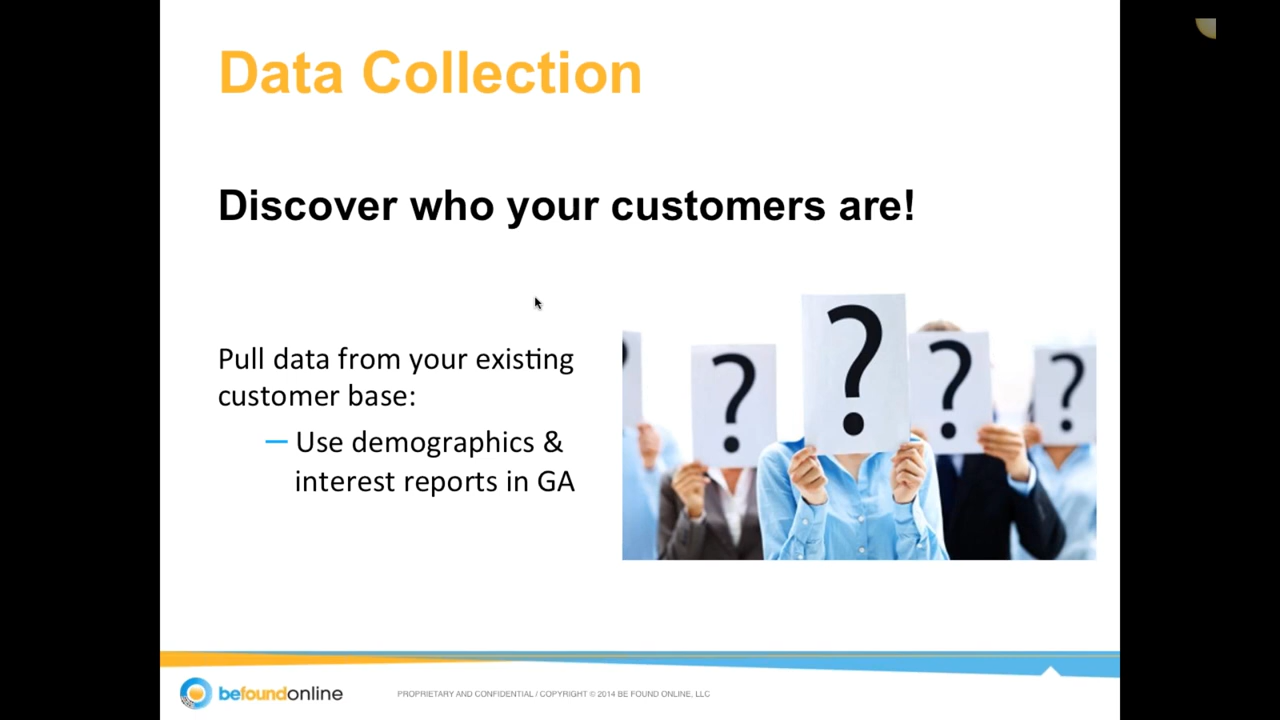 Data Collection
Discover who your customers are!
Pull data from your existing
customer base:
— Use demographics &
interest reports in GA
? ? ? ?
befoundonline
PROPRIETARY AND CONFIDENTIAL / COPYRIGHT © 2014 BE FOUND ONLINE, LLC